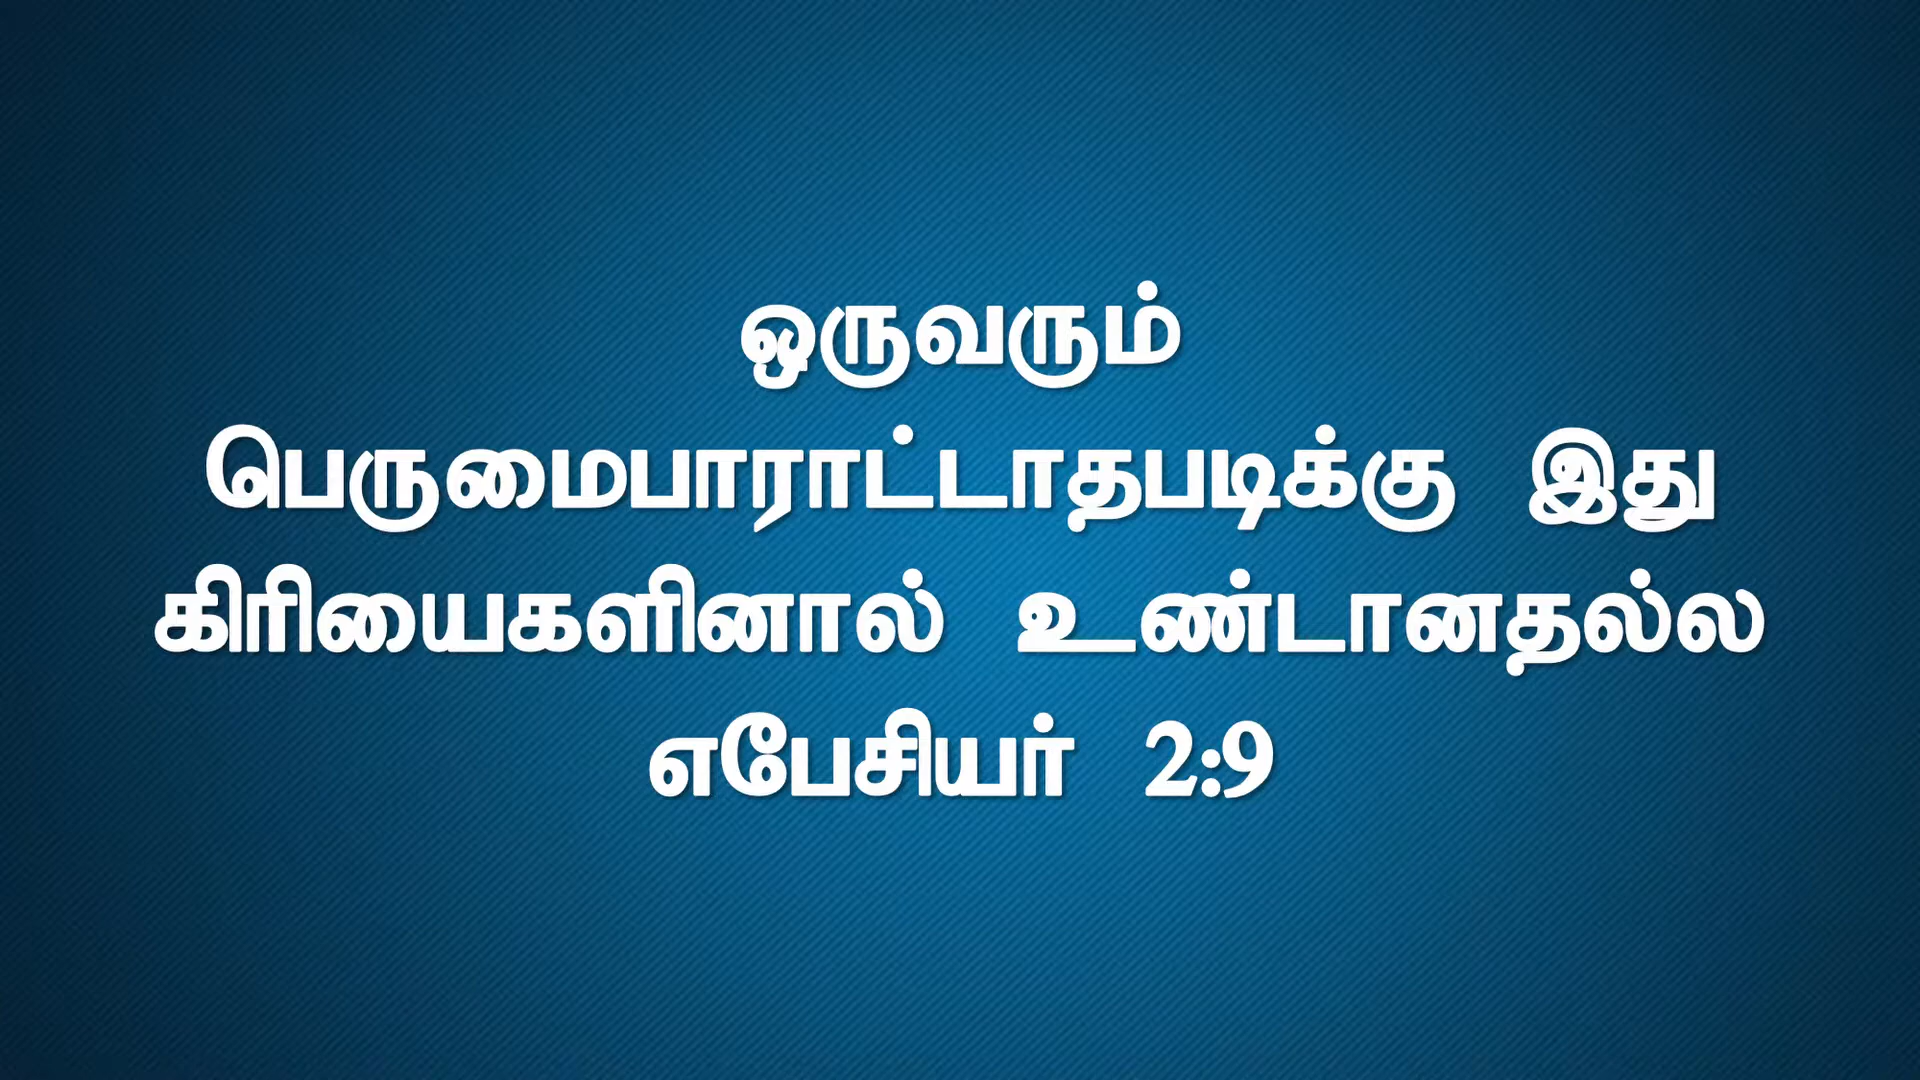 ஒருவரும்
பெருமைபாராட்டாதபடிக்கு இது
கிரியைகளினால் உண்டானதல்ல
எபேசியர் 2:9